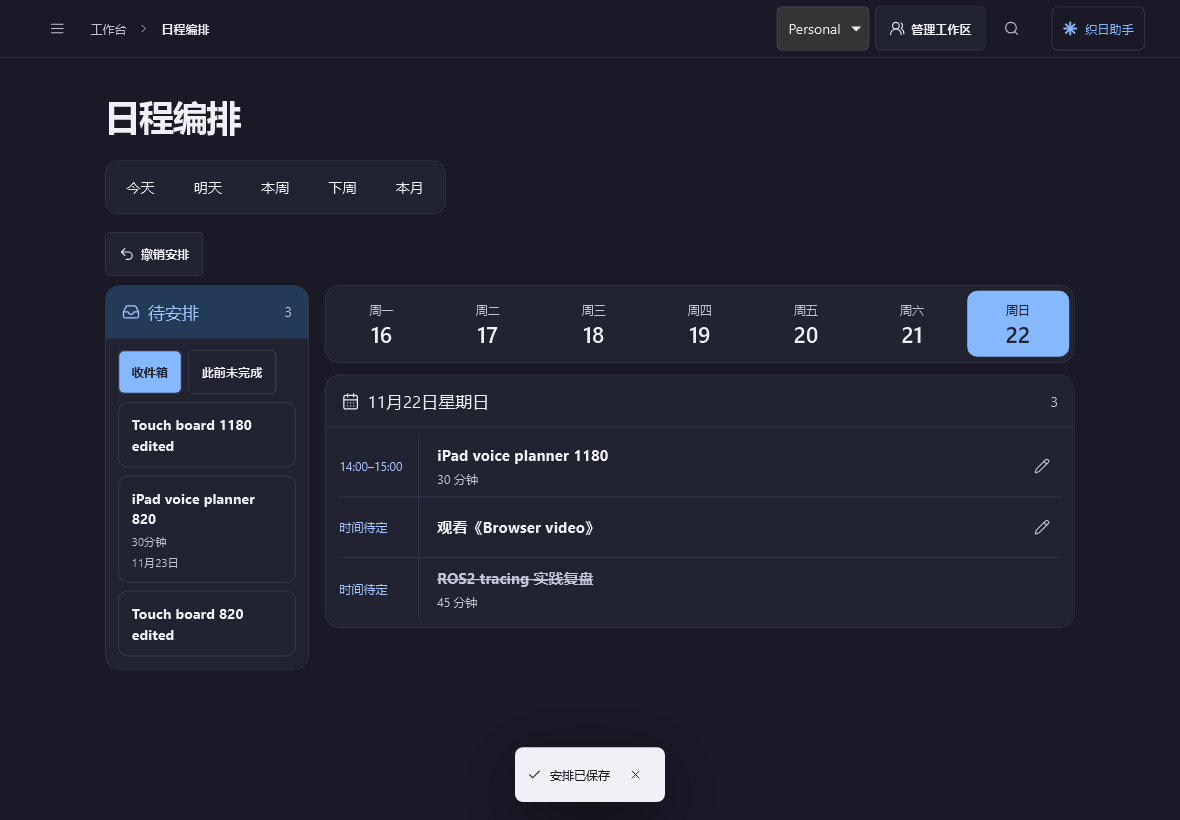 工作台
日程编排
Personal
管理工作区
织日助手
日程编排
今天
明天
本周
下周
本月
撤销安排
待安排
3
收件箱
此前未完成
Touch board 1180
edited
iPad voice planner
820
30分钟
11月23日
Touch board 820
edited
周一
16
周二
17
周三
18
周四
19
周五
20
周六
21
周日
22
11月22日星期日
3
14:00–15:00
iPad voice planner 1180
30 分钟
时间待定
观看《Browser video》
时间待定
ROS2 tracing 实践复盘
45 分钟
安排已保存